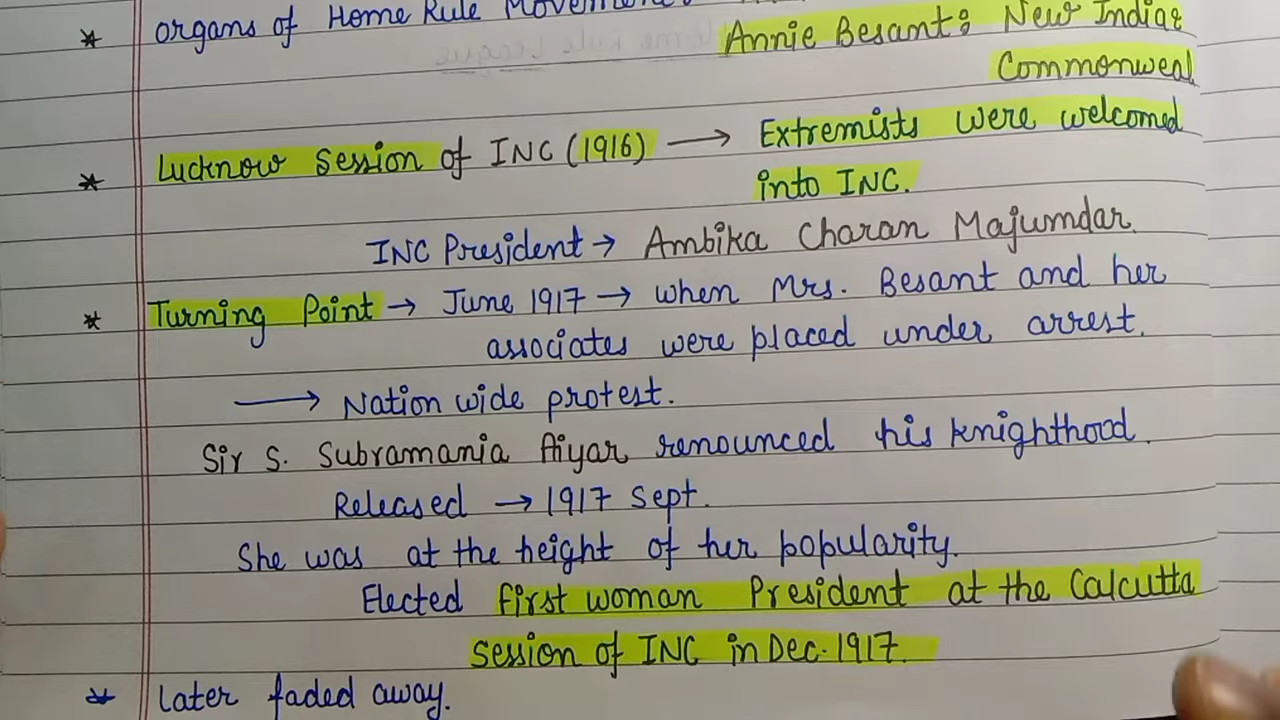 * organs of Home Rule Movement
Annie Besant: New India &
Commonweal
* Lucknow Session of INC (1916) → Extremists were welcomed
into INC.
INC President → Ambika Charan Majumdar.
* Turning Point → June 1917 → when Mrs. Besant and her
associates were placed under arrest.
→ Nation wide protest.
Sir S. Subramania Aiyar renounced his knighthood.
Released → 1917 Sept.
She was at the height of her popularity.
Elected first woman President at the Calcutta
session of INC in Dec. 1917.
* Later faded away.